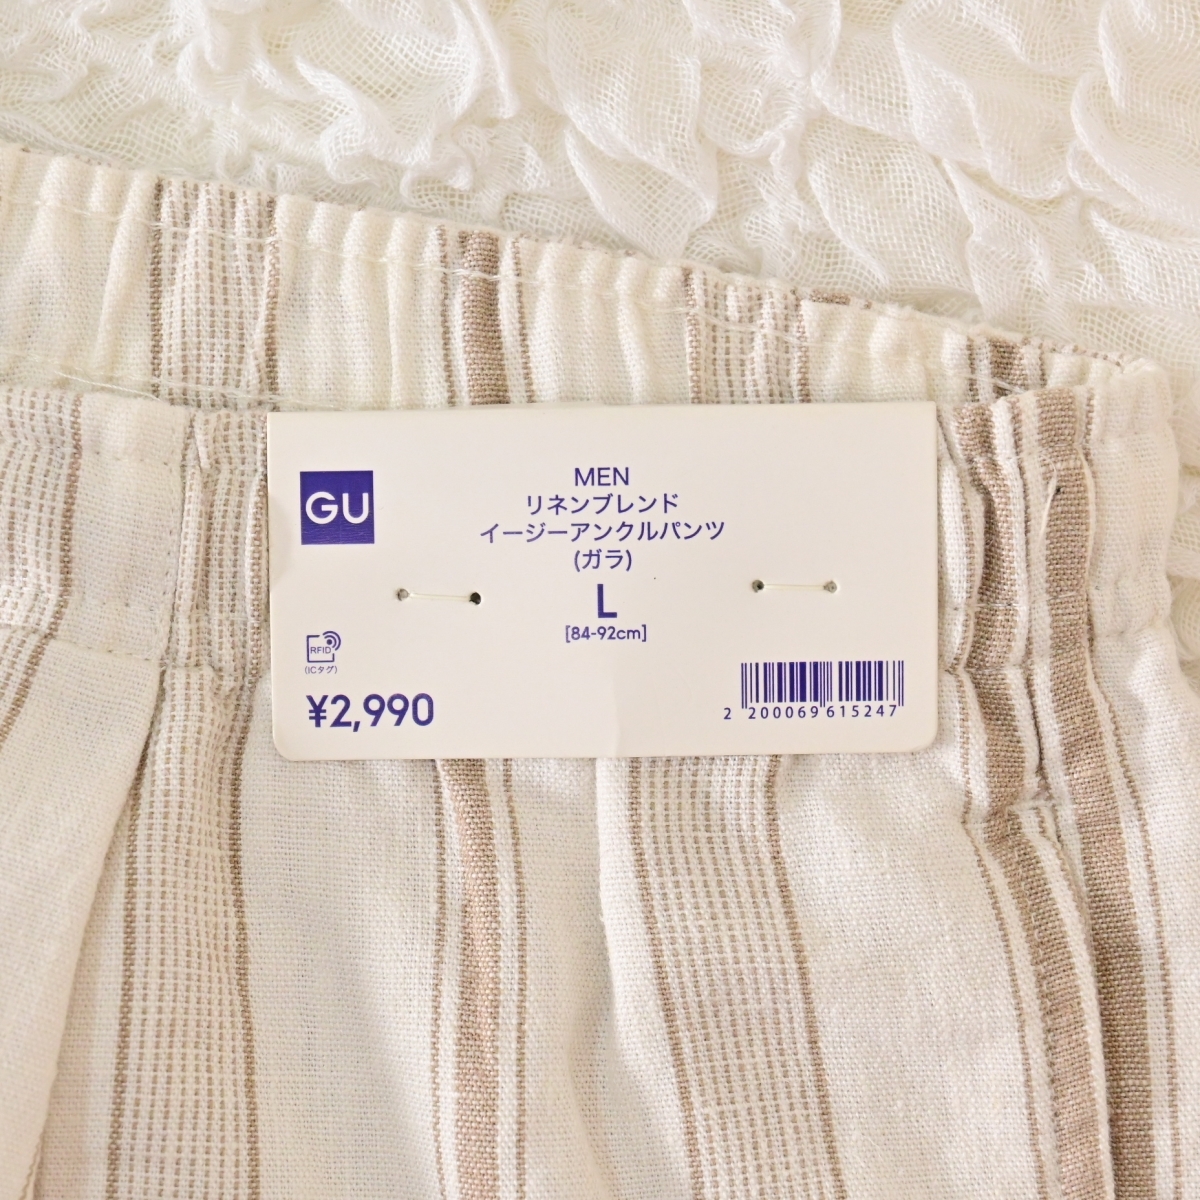 GU
MEN
リネンブレンド
イージーアンクルパンツ
(ガラ)
L
[84-92cm]
RFID
(ICタグ)
¥2,990
2 200069 615247